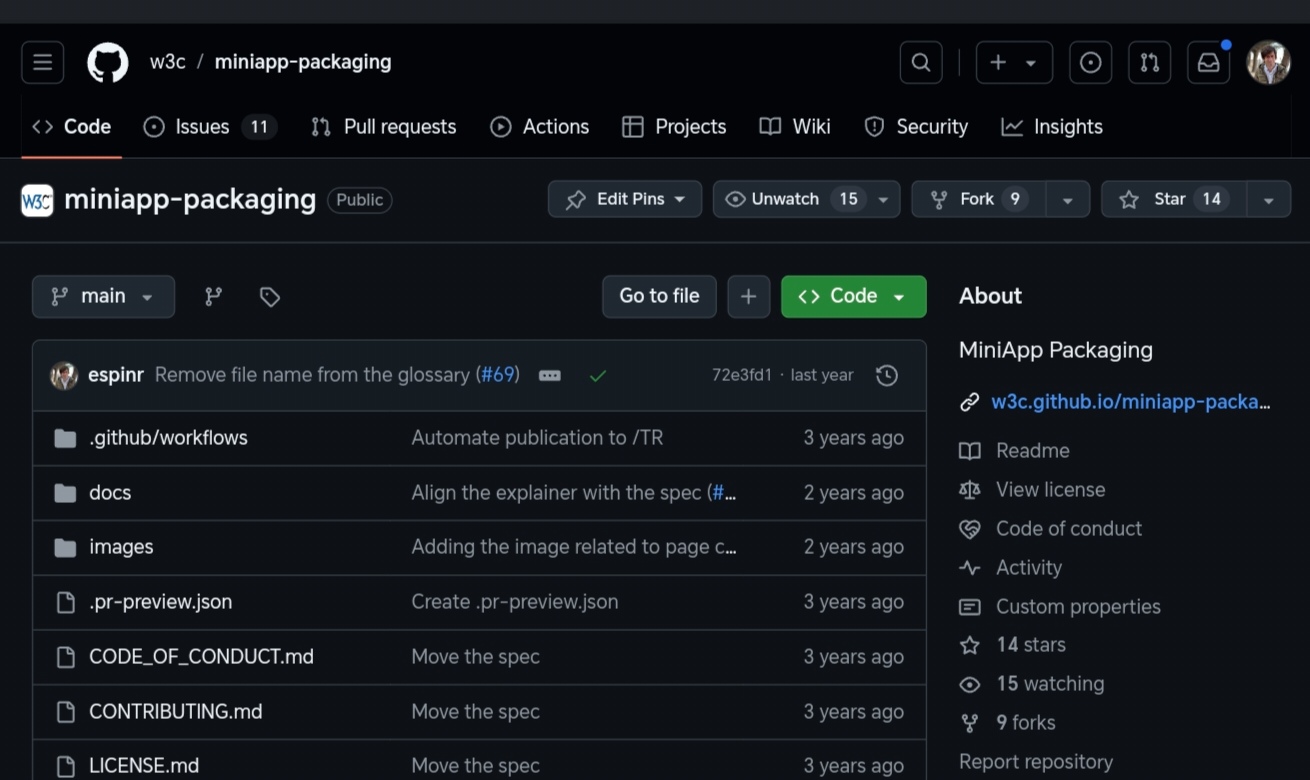 w3c / miniapp-packaging
Code Issues 11 Pull requests Actions Projects Wiki Security Insights
W3C miniapp-packaging Public Edit Pins Unwatch 15 Fork 9 Star 14
main Go to file Code
espinr Remove file name from the glossary (#69) 72e3fd1 · last year
.github/workflows Automate publication to /TR 3 years ago
docs Align the explainer with the spec (#... 2 years ago
images Adding the image related to page c... 2 years ago
.pr-preview.json Create .pr-preview.json 3 years ago
CODE_OF_CONDUCT.md Move the spec 3 years ago
CONTRIBUTING.md Move the spec 3 years ago
LICENSE.md Move the spec 3 years ago
About
MiniApp Packaging
w3c.github.io/miniapp-packa...
Readme
View license
Code of conduct
Activity
Custom properties
14 stars
15 watching
9 forks
Report repository